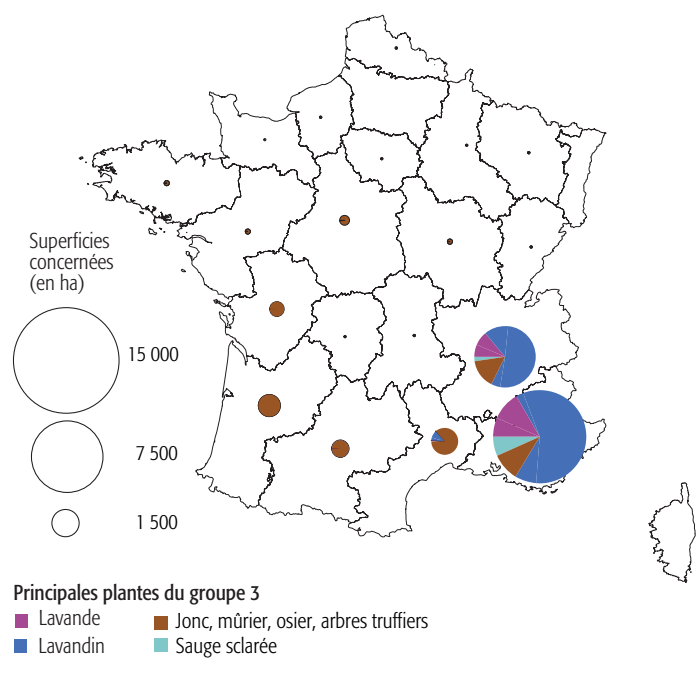 Superficies
concernées
(en ha)
15 000
7 500
1 500
Principales plantes du groupe 3
Lavande
Jonc, mûrier, osier, arbres truffiers
Lavandin
Sauge sclarée